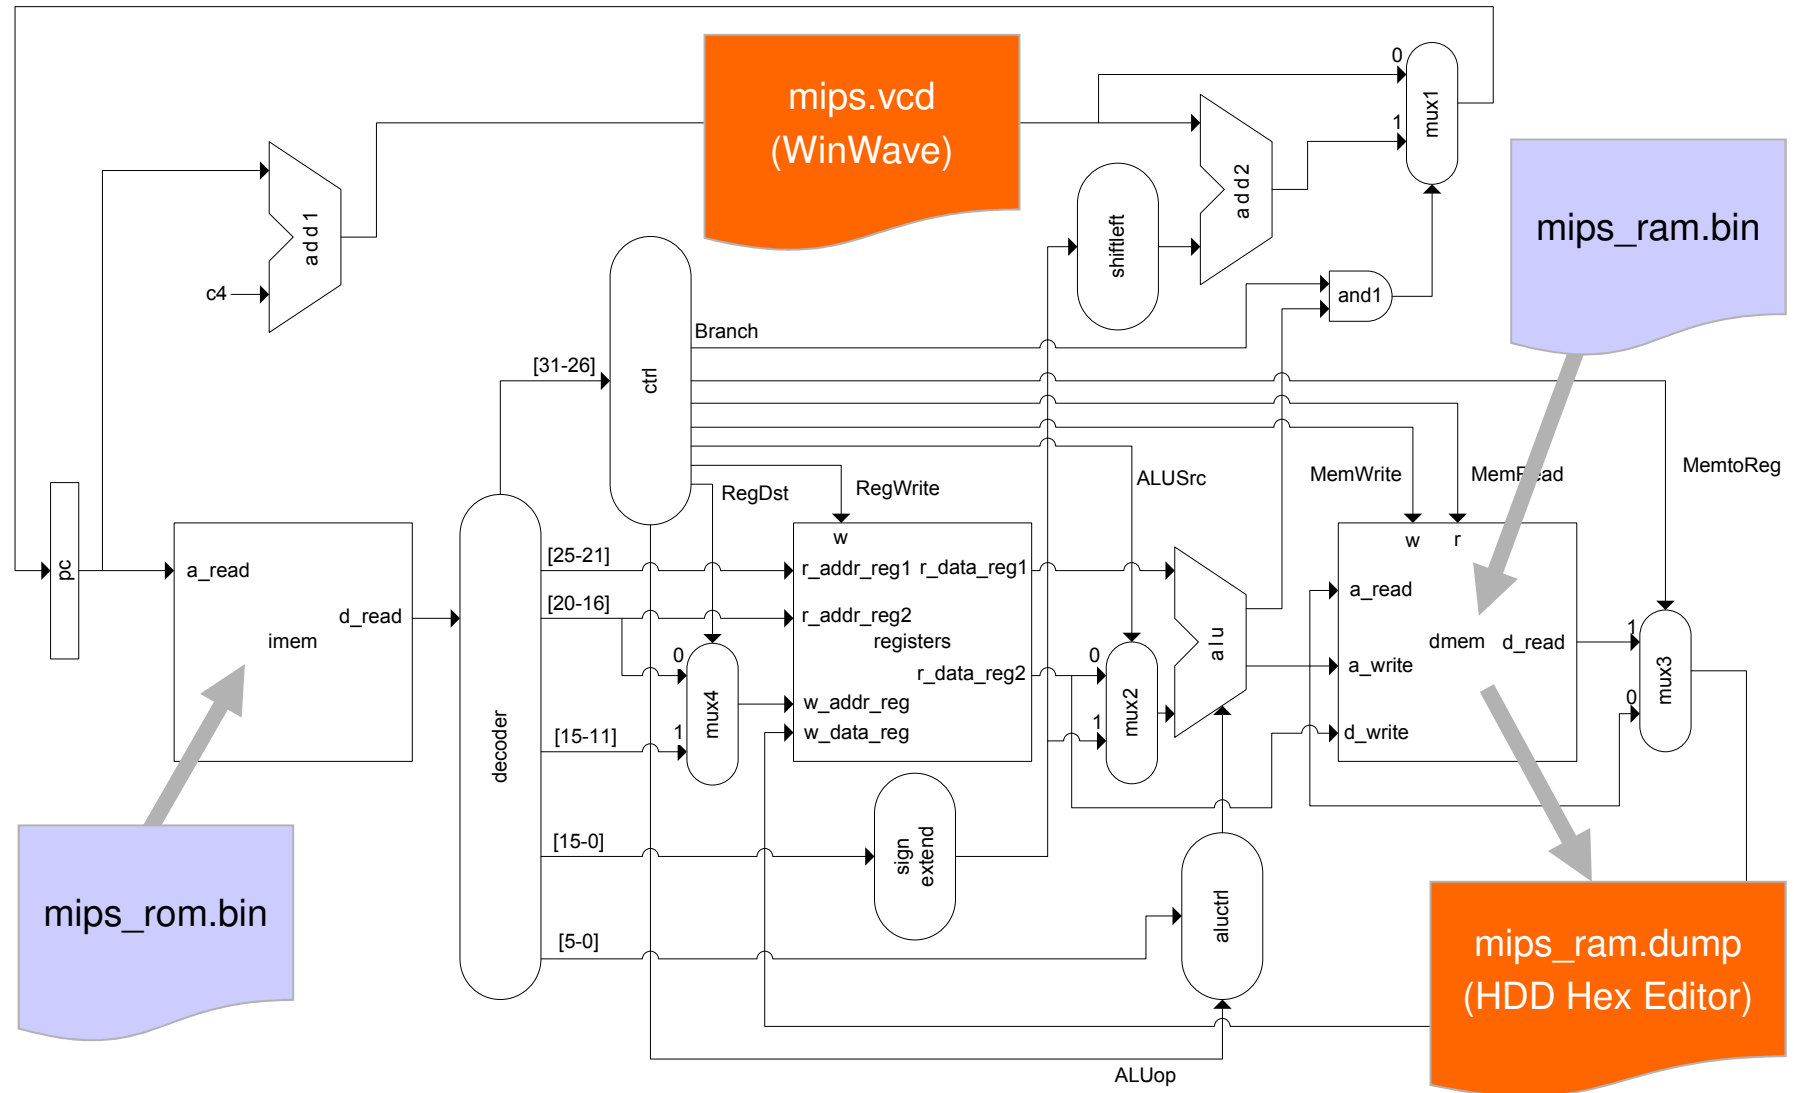 mips.vcd
(WinWave)
0
1
mux1
add1
c4
add2
shiftleft
and1
mips_ram.bin
Branch
[31-26]
ctrl
RegDst
RegWrite
ALUSrc
MemWrite
MemRead
MemtoReg
pc
a_read
d_read
imem
decoder
[25-21]
[20-16]
[15-11]
[15-0]
[5-0]
0
1
mux4
w
r_addr_reg1
r_data_reg1
r_addr_reg2
registers
r_data_reg2
w_addr_reg
w_data_reg
0
1
mux2
alu
w
r
a_read
dmem
d_read
a_write
d_write
1
0
mux3
sign
extend
aluctrl
ALUop
mips_rom.bin
mips_ram.dump
(HDD Hex Editor)